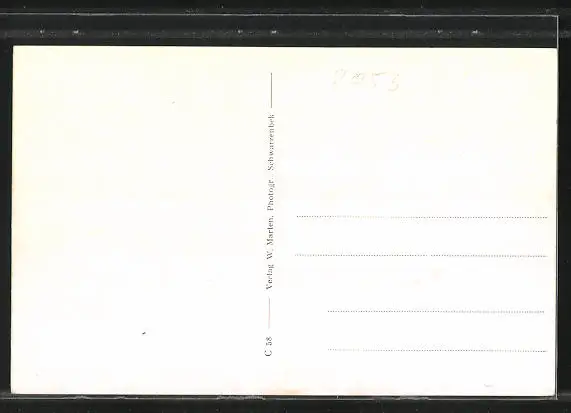 C 58 — Verlag W. Marten, Photogr., Schwarzenbek